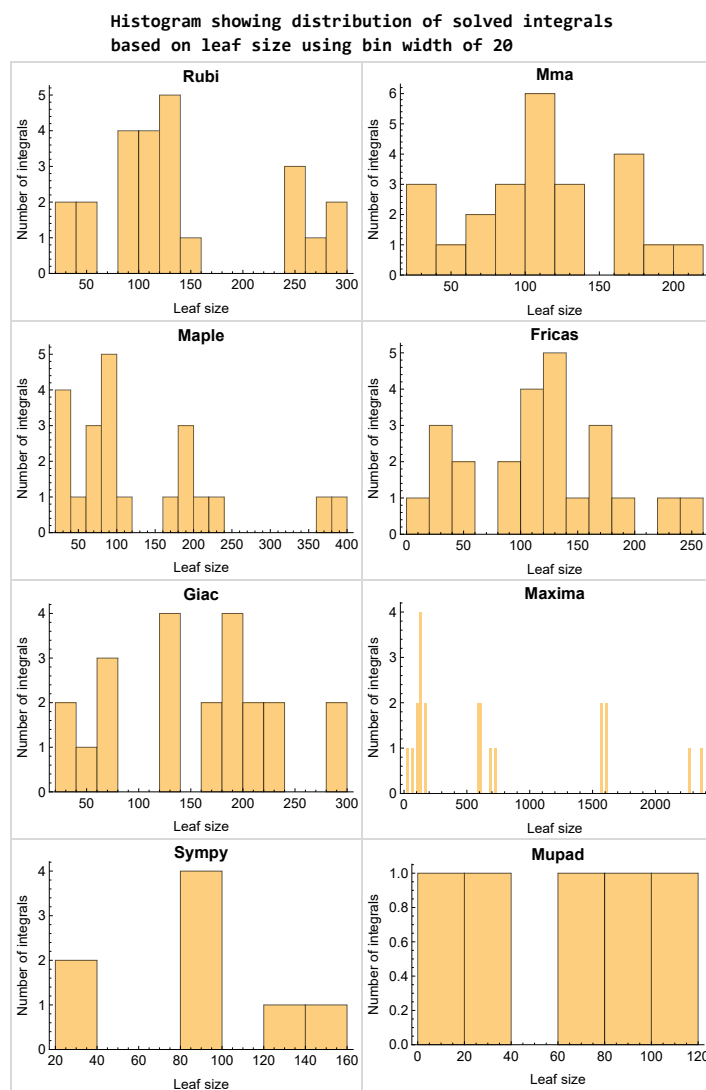 Histogram showing distribution of solved integrals
based on leaf size using bin width of 20
Rubi
Number of integrals
5
4
3
2
1
0
50 100 150 200 250 300
Leaf size
Mma
Number of integrals
6
5
4
3
2
1
0
50 100 150 200
Leaf size
Maple
Number of integrals
5
4
3
2
1
0
50 100 150 200 250 300 350 400
Leaf size
Fricas
Number of integrals
5
4
3
2
1
0
0 50 100 150 200 250
Leaf size
Giac
Number of integrals
4
3
2
1
0
50 100 150 200 250 300
Leaf size
Maxima
Number of integrals
4
3
2
1
0
0 500 1000 1500 2000
Leaf size
Sympy
Number of integrals
4
3
2
1
0
20 40 60 80 100 120 140 160
Leaf size
Mupad
Number of integrals
1.0
0.8
0.6
0.4
0.2
0.0
0 20 40 60 80 100 120
Leaf size